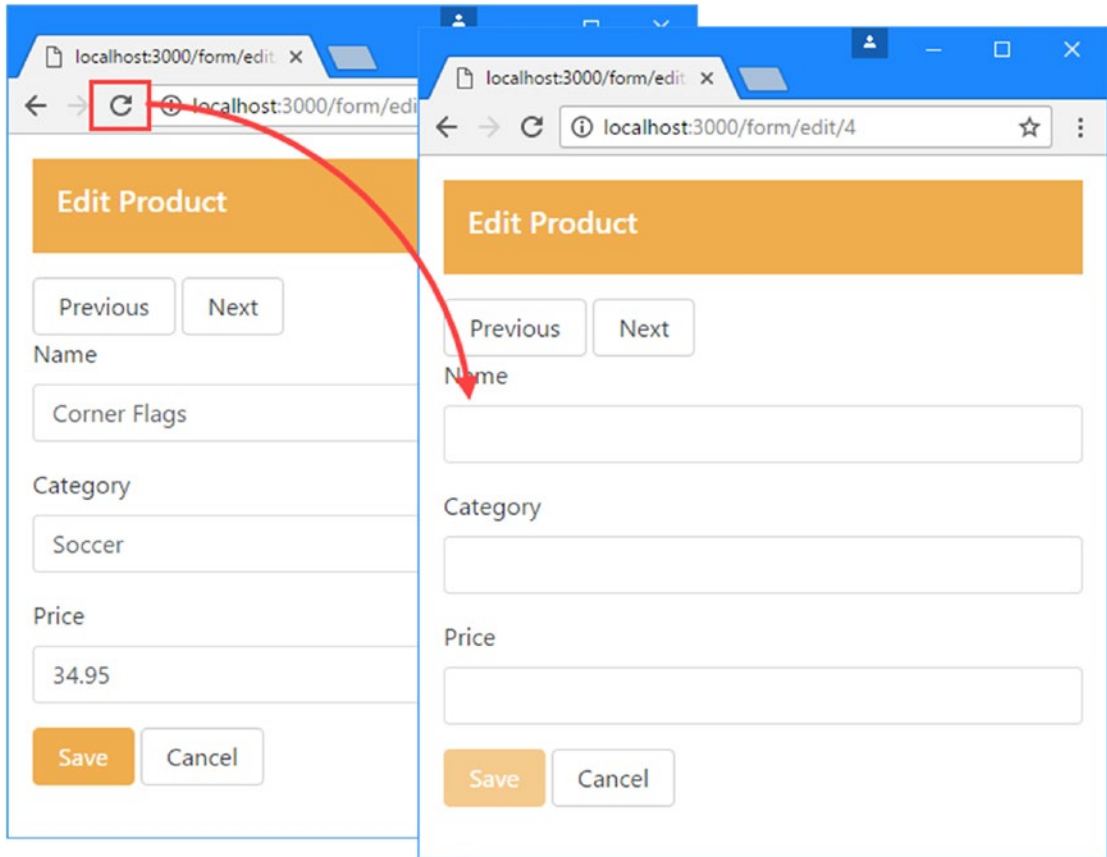 localhost:3000/form/edit
localhost:3000/form/edi
Edit Product
Previous
Next
Name
Corner Flags
Category
Soccer
Price
34.95
Save
Cancel
localhost:3000/form/edit
localhost:3000/form/edit/4
Edit Product
Previous
Next
Name
Category
Price
Save
Cancel